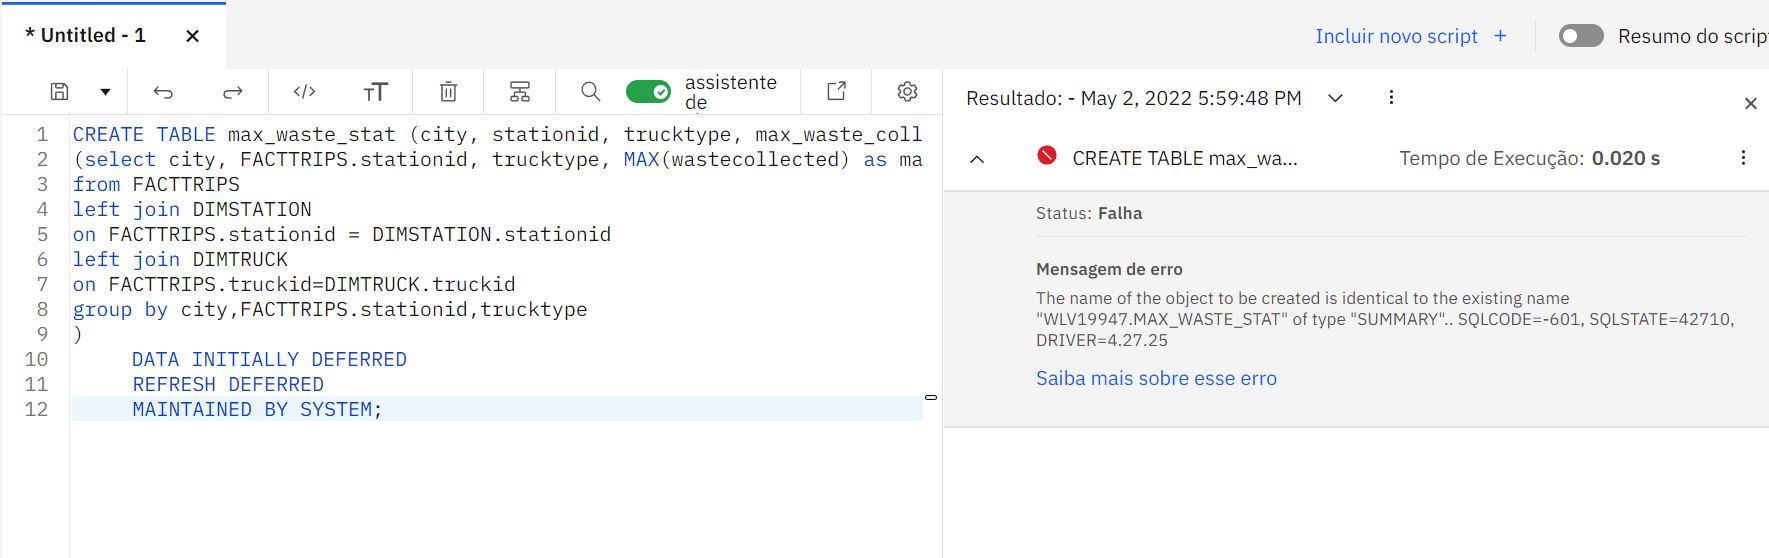 * Untitled - 1
Incluir novo script +
Resumo do scrip
assistente
de
Resultado: - May 2, 2022 5:59:48 PM
1 CREATE TABLE max_waste_stat (city, stationid, trucktype, max_waste_coll
2 (select city, FACTTRIPS.stationid, trucktype, MAX(wastecollected) as ma
3 from FACTTRIPS
4 left join DIMSTATION
5 on FACTTRIPS.stationid = DIMSTATION.stationid
6 left join DIMTRUCK
7 on FACTTRIPS.truckid=DIMTRUCK.truckid
8 group by city,FACTTRIPS.stationid,trucktype
9 )
10 DATA INITIALLY DEFERRED
11 REFRESH DEFERRED
12 MAINTAINED BY SYSTEM;
CREATE TABLE max_wa...
Tempo de Execução: 0.020 s
Status: Falha
Mensagem de erro
The name of the object to be created is identical to the existing name
"WLV19947.MAX_WASTE_STAT" of type "SUMMARY".. SQLCODE=-601, SQLSTATE=42710,
DRIVER=4.27.25
Saiba mais sobre esse erro